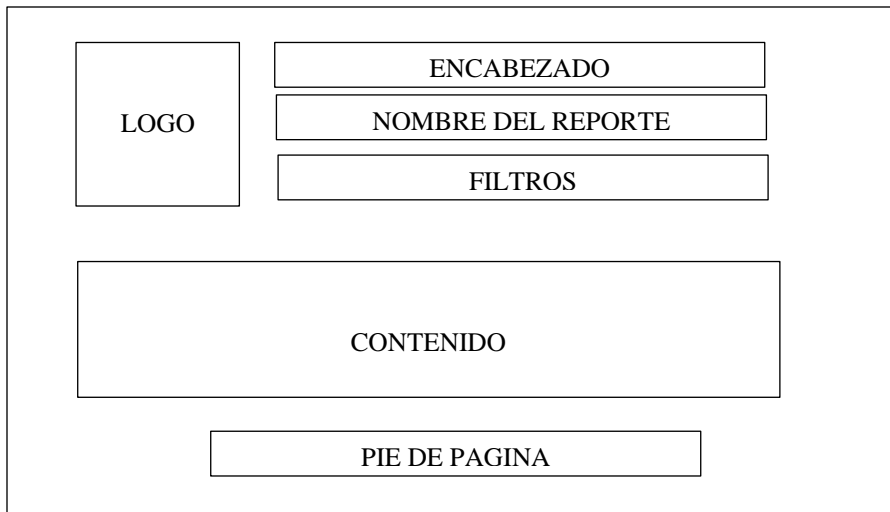 LOGO
ENCABEZADO
NOMBRE DEL REPORTE
FILTROS
CONTENIDO
PIE DE PAGINA